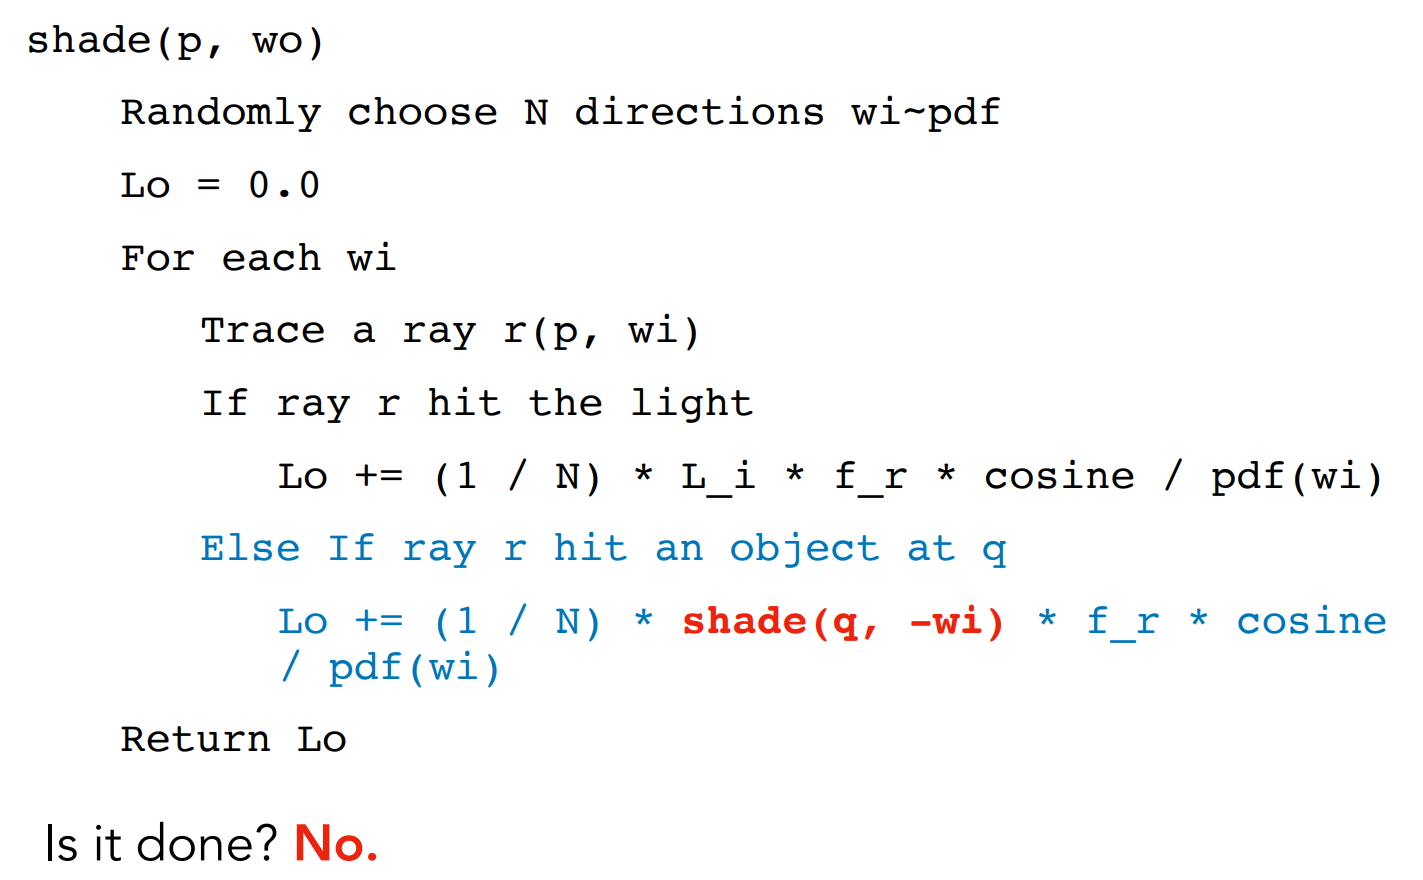 shade(p, wo)
Randomly choose N directions wi~pdf
Lo = 0.0
For each wi
Trace a ray r(p, wi)
If ray r hit the light
Lo += (1 / N) * L_i * f_r * cosine / pdf(wi)
Else If ray r hit an object at q
Lo += (1 / N) * shade(q, -wi) * f_r * cosine
/ pdf(wi)
Return Lo
Is it done? No.